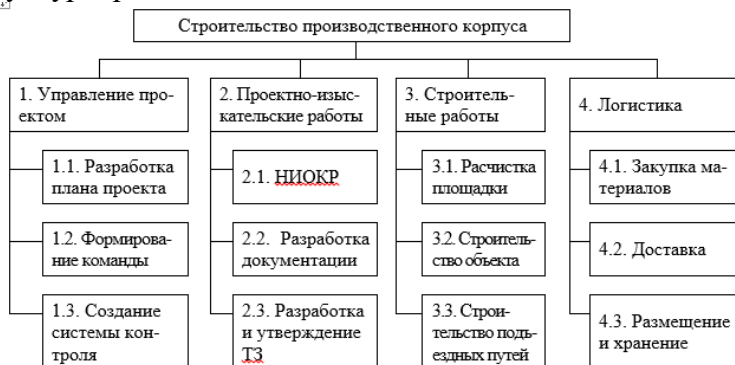 Строительство производственного корпуса
1. Управление про-
ектом
1.1. Разработка
плана проекта
1.2. Формирова-
ние команды
1.3. Создание
системы кон-
троля
2. Проектно-изыс-
кательские работы
2.1. НИОКР
2.2. Разработка
документации
2.3. Разработка
и утверждение
ТЗ
3. Строитель-
ные работы
3.1. Расчистка
площадки
3.2. Строитель-
ство объекта
3.3. Строи-
тельство подъ-
ездных путей
4. Логистика
4.1. Закупка ма-
териалов
4.2. Доставка
4.3. Размещение
и хранение